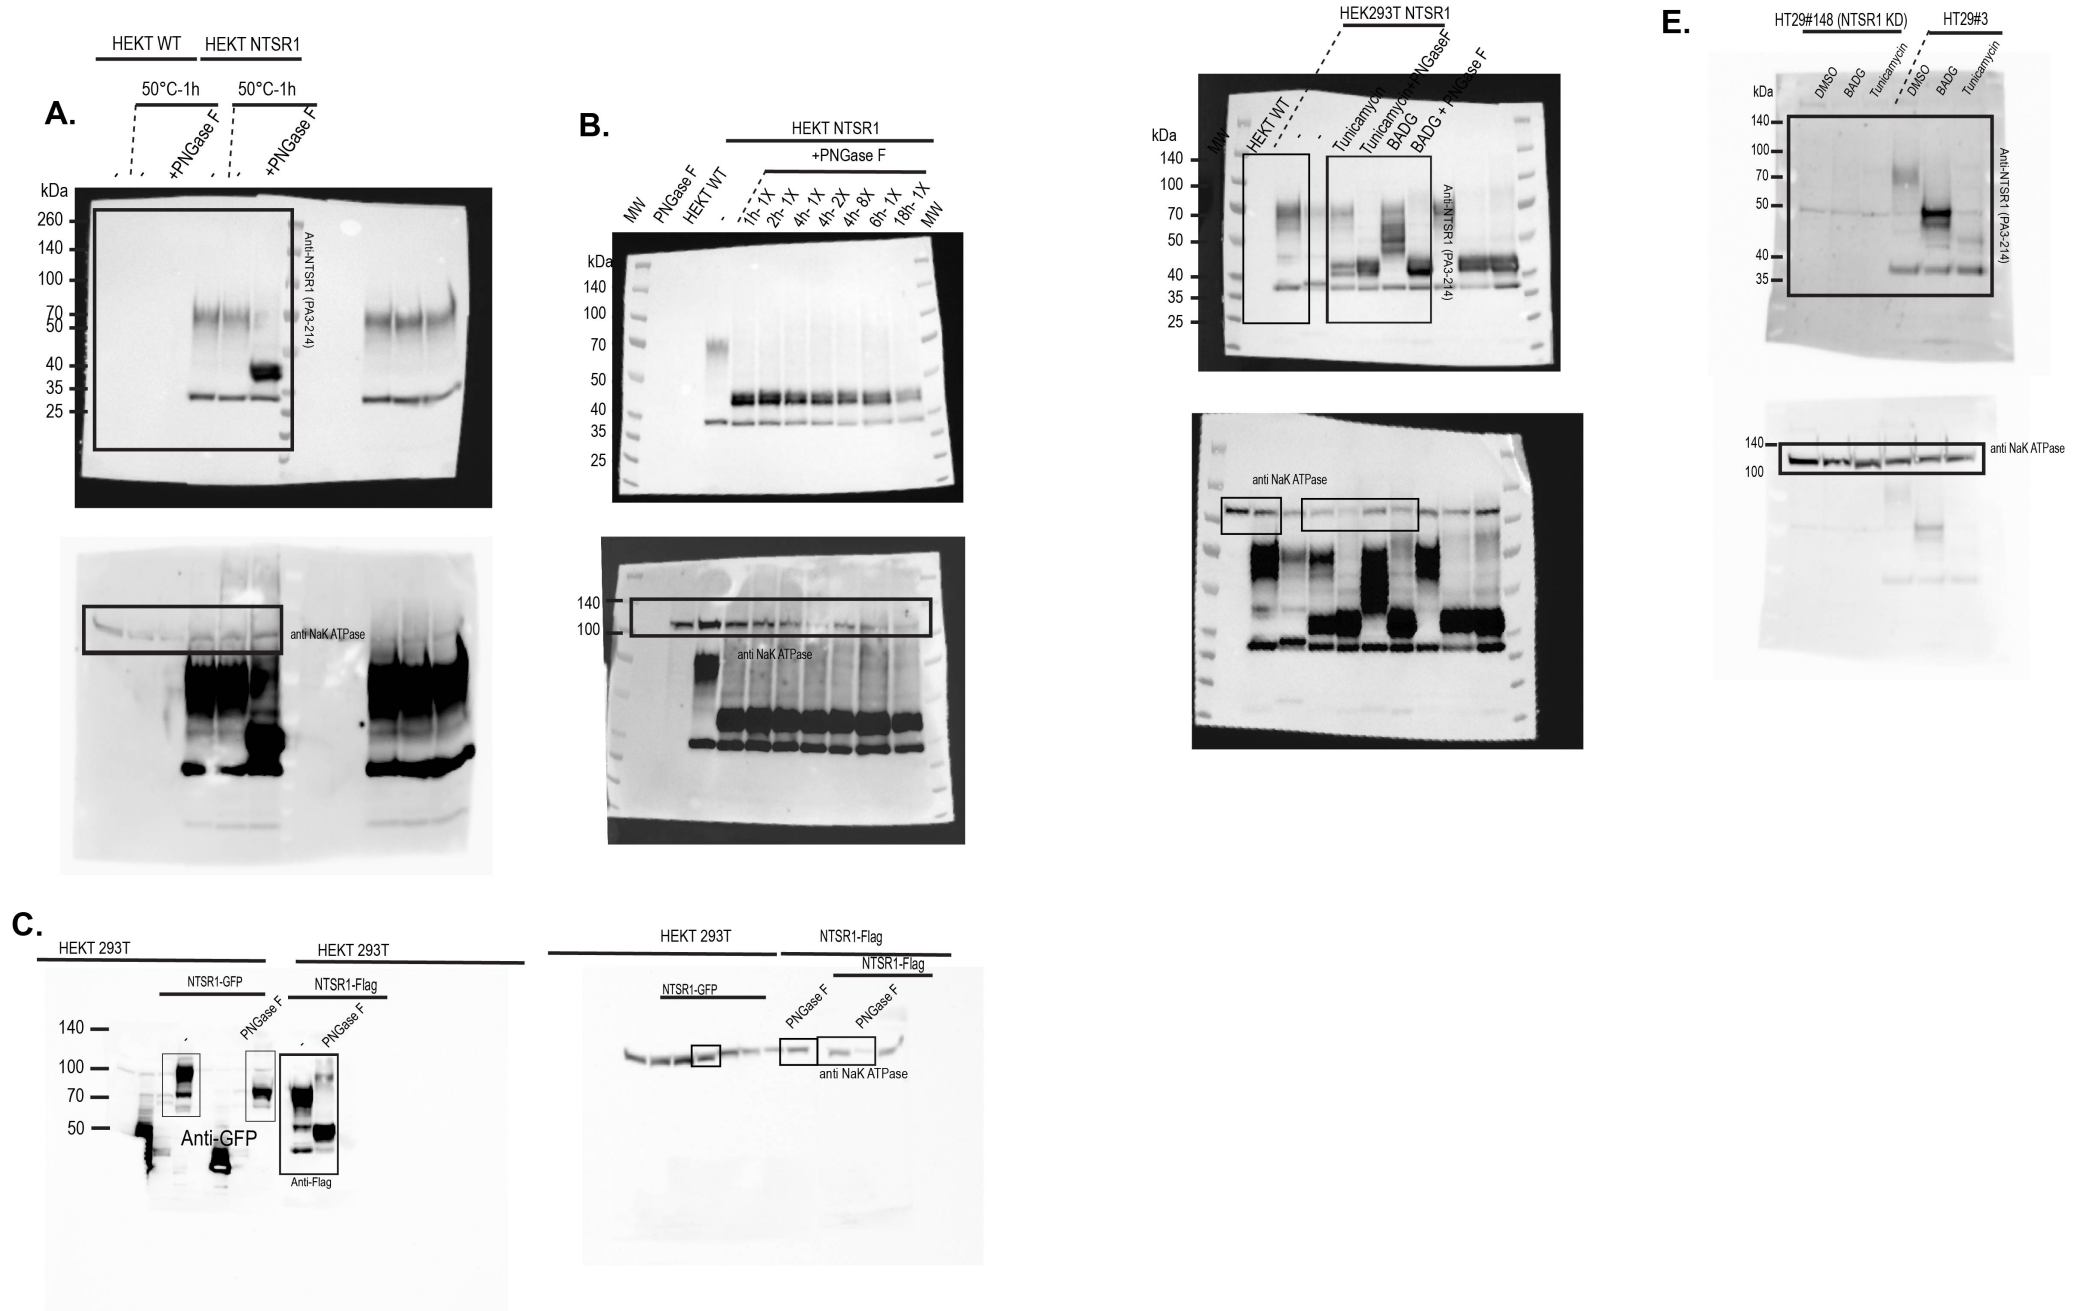 A.
HEKT WT
HEKT NTSR1
50°C-1h
50°C-1h
-
-
+PNGase F
-
-
+PNGase F
kDa
260
140
100
70
50
40
35
25
Anti-NTSR1 (PA3-214)
anti NaK ATPase
B.
HEKT NTSR1
+PNGase F
MW
PNGase F
HEKT WT
-
1h- 1X
2h- 1X
4h- 1X
4h- 2X
4h- 8X
6h- 1X
18h- 1X
MW
kDa
140
100
70
50
40
35
25
140
100
anti NaK ATPase
HEK293T NTSR1
MW
HEKT WT
-
-
Tunicamycin
Tunicamycin+PNGaseF
BADG
BADG + PNGase F
kDa
140
100
70
50
40
35
25
Anti-NTSR1 (PA3-214)
anti NaK ATPase
E.
HT29#148 (NTSR1 KD)
HT29#3
DMSO
BADG
Tunicamycin
DMSO
BADG
Tunicamycin
kDa
140
100
70
50
40
35
Anti-NTSR1 (PA3-214)
140
100
anti NaK ATPase
C.
HEKT 293T
HEKT 293T
NTSR1-GFP
NTSR1-Flag
-
PNGase F
-
PNGase F
140
100
70
50
Anti-GFP
Anti-Flag
HEKT 293T
NTSR1-Flag
NTSR1-Flag
NTSR1-GFP
PNGase F
PNGase F
anti NaK ATPase